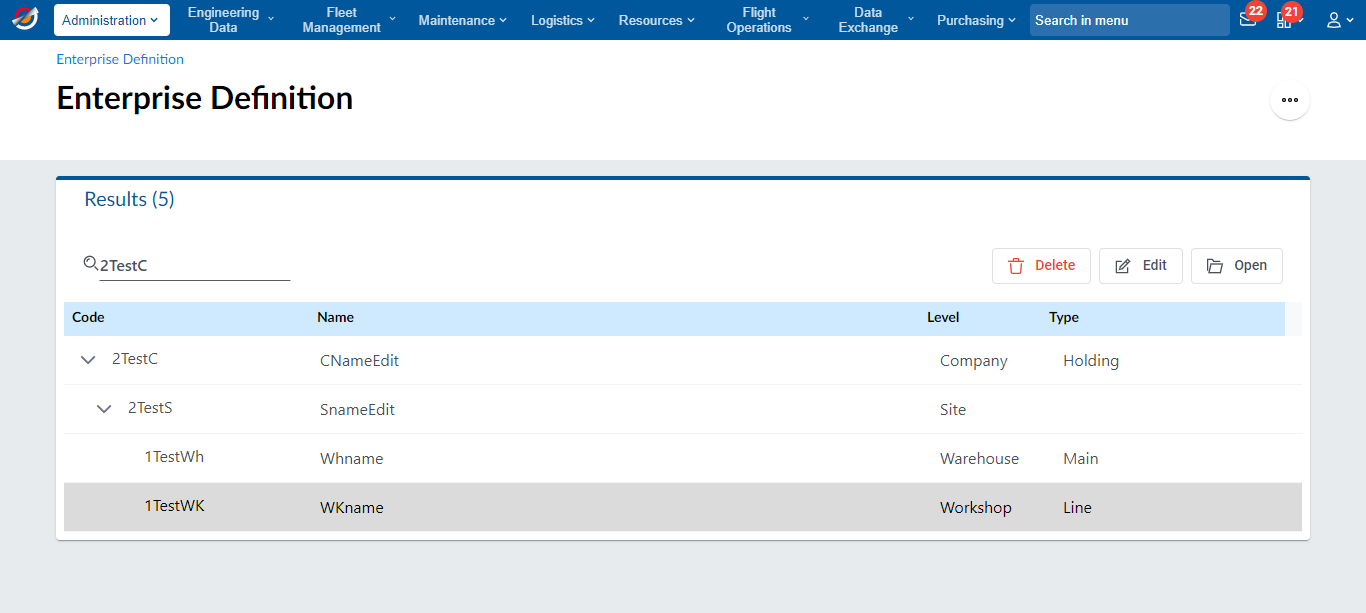 Administration
Engineering
Data
Fleet
Management
Maintenance
Logistics
Resources
Flight
Operations
Data
Exchange
Purchasing
Search in menu
22
21
Enterprise Definition
Enterprise Definition
Results (5)
2TestC
Delete
Edit
Open
Code Name Level Type
2TestC CNameEdit Company Holding
2TestS SnameEdit Site
1TestWh Whname Warehouse Main
1TestWK WKname Workshop Line